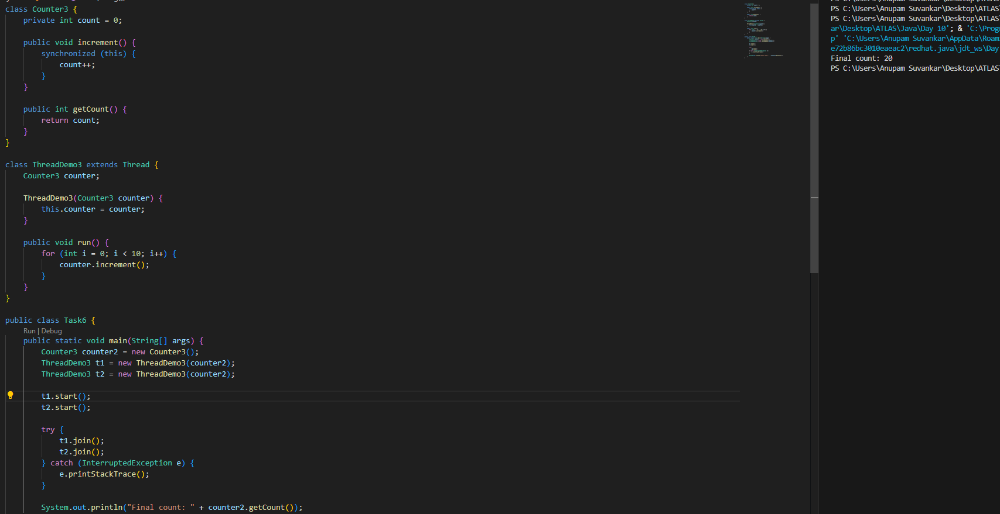 class Counter3 {
    private int count = 0;

    public void increment() {
        synchronized (this) {
            count++;
        }
    }

    public int getCount() {
        return count;
    }
}

class ThreadDemo3 extends Thread {
    Counter3 counter;

    ThreadDemo3(Counter3 counter) {
        this.counter = counter;
    }

    public void run() {
        for (int i = 0; i < 10; i++) {
            counter.increment();
        }
    }
}

public class Task6 {
    Run | Debug
    public static void main(String[] args) {
        Counter3 counter2 = new Counter3();
        ThreadDemo3 t1 = new ThreadDemo3(counter2);
        ThreadDemo3 t2 = new ThreadDemo3(counter2);

        t1.start();
        t2.start();

        try {
            t1.join();
            t2.join();
        } catch (InterruptedException e) {
            e.printStackTrace();
        }

        System.out.println("Final count: " + counter2.getCount());
PS C:\Users\Anupam Suvankar\Desktop\ATLAS
PS C:\Users\Anupam Suvankar\Desktop\ATLAS
ar\Desktop\ATLAS\Java\Day 10'; & 'C:\Prog
p' 'C:\Users\Anupam Suvankar\AppData\Roam
e72b86bc3010eaeac2\redhat.java\jdt_ws\Day
Final count: 20
PS C:\Users\Anupam Suvankar\Desktop\ATLAS